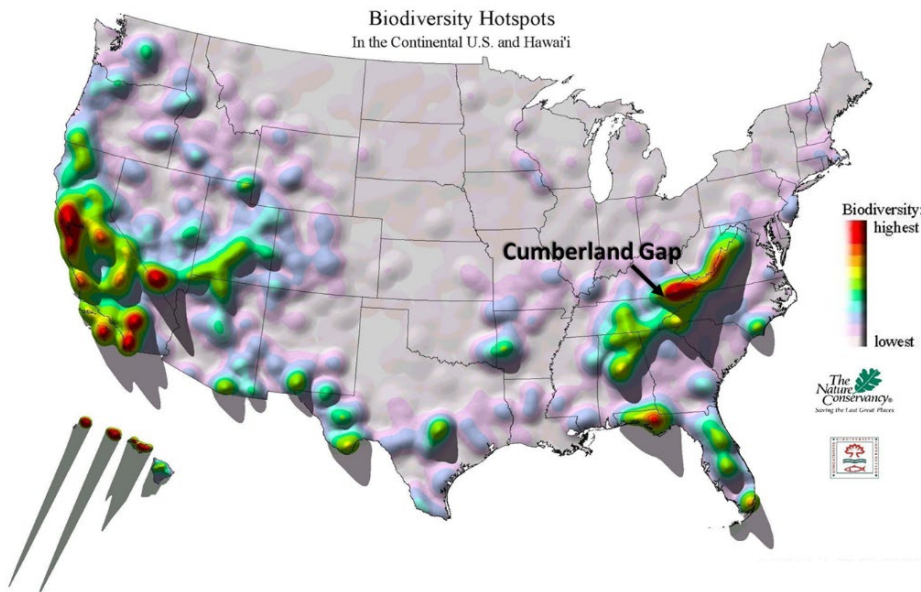 Biodiversity Hotspots
In the Continental U.S. and Hawai'i
Cumberland Gap
Biodiversity:
highest
lowest
The
Nature
Conservancy®
Saving the Last Great Places